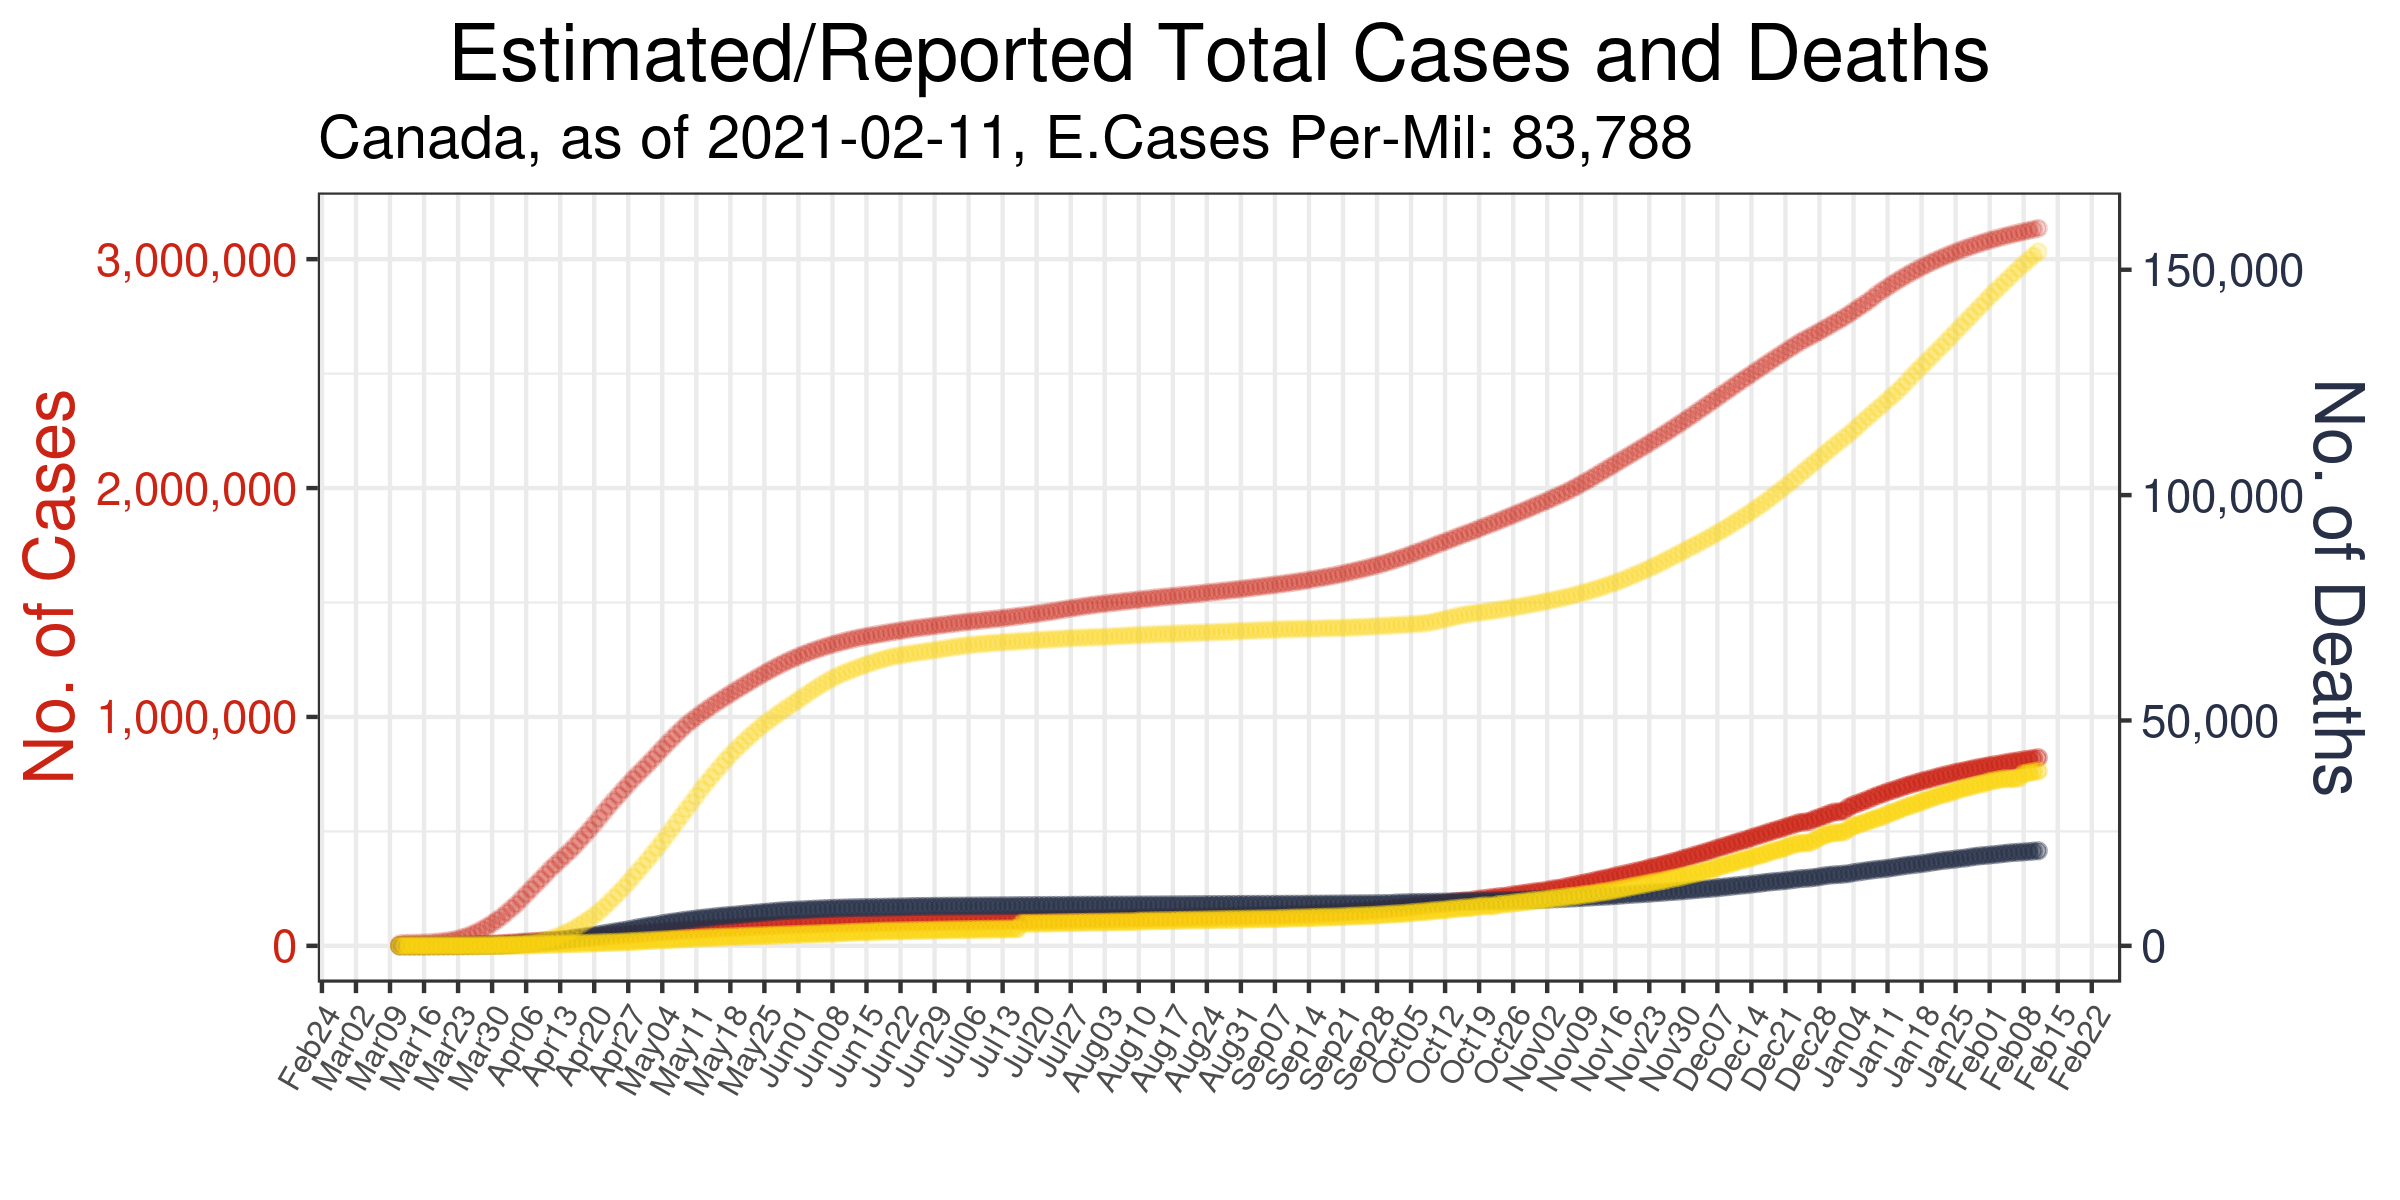 Estimated/Reported Total Cases and Deaths
Canada, as of 2021-02-11, E.Cases Per-Mil: 83,788
No. of Cases
3,000,000
2,000,000
1,000,000
0
150,000
100,000
50,000
0
No. of Deaths
Feb24
Mar02
Mar09
Mar16
Mar23
Mar30
Apr06
Apr13
Apr20
Apr27
May04
May11
May18
May25
Jun01
Jun08
Jun15
Jun22
Jun29
Jul06
Jul13
Jul20
Jul27
Aug03
Aug10
Aug17
Aug24
Aug31
Sep07
Sep14
Sep21
Sep28
Oct05
Oct12
Oct19
Oct26
Nov02
Nov09
Nov16
Nov23
Nov30
Dec07
Dec14
Dec21
Dec28
Jan04
Jan11
Jan18
Jan25
Feb01
Feb08
Feb15
Feb22